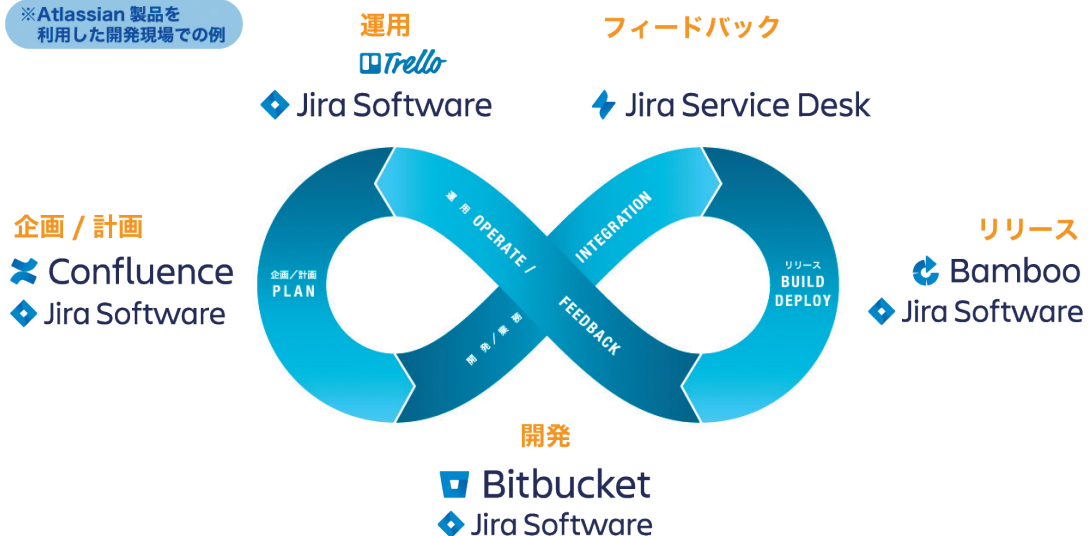 ※Atlassian 製品を
利用した開発現場での例
運用
Trello
Jira Software
フィードバック
Jira Service Desk
企画 / 計画
Confluence
Jira Software
リリース
Bamboo
Jira Software
企画／計画
PLAN
運用 OPERATE /
FEEDBACK
開発／
INTEGRATION
リリース
BUILD
DEPLOY
開発
Bitbucket
Jira Software